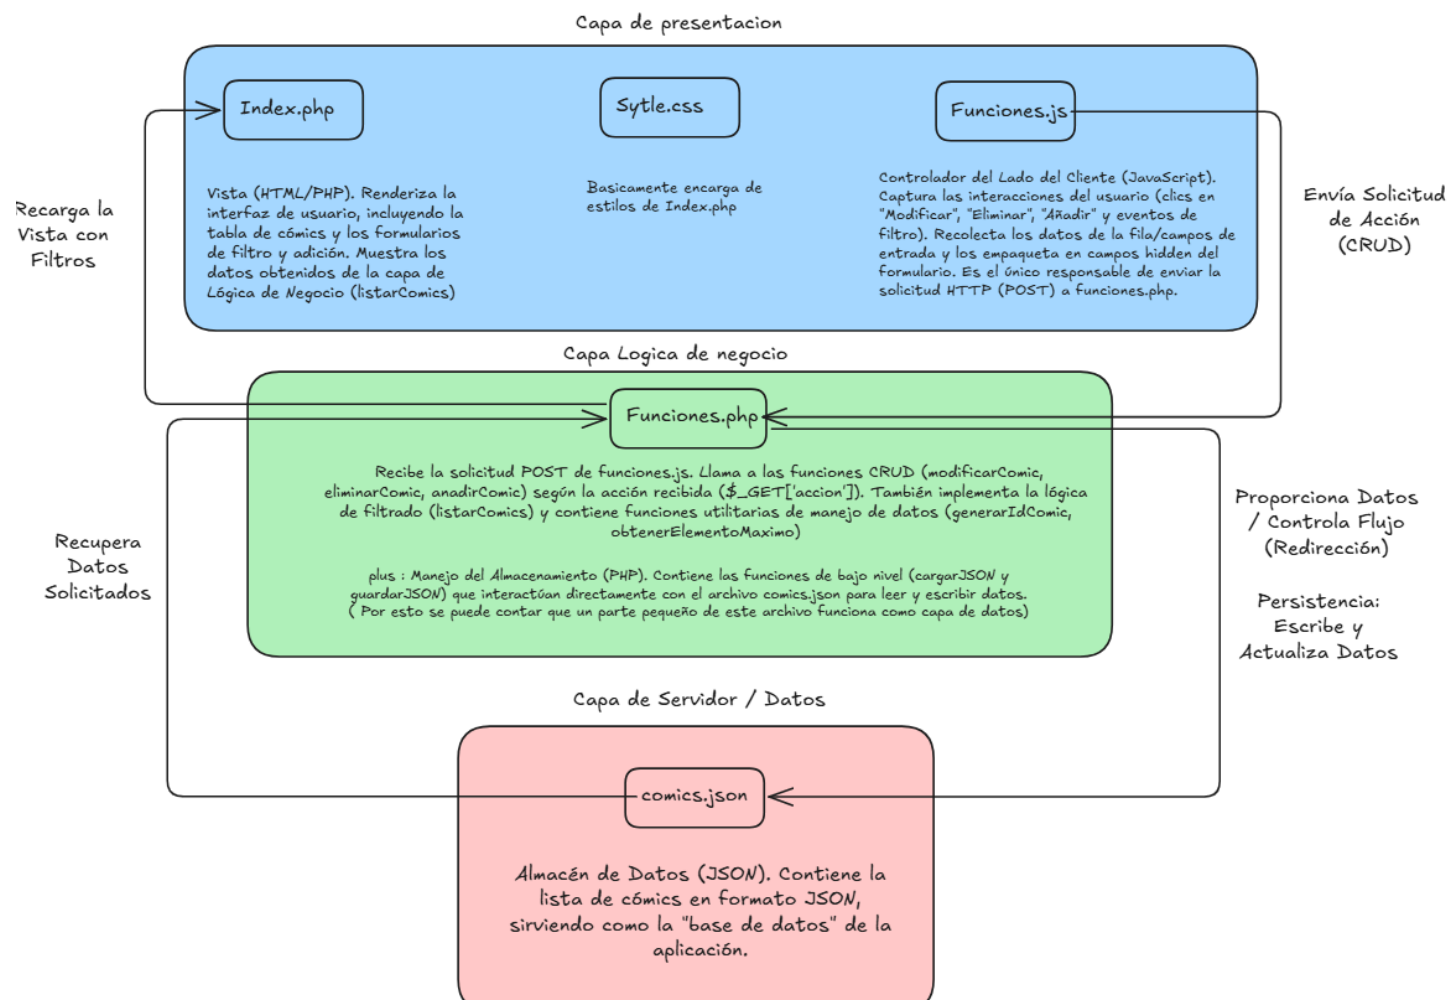 Capa de presentacion
Index.php
Sytle.css
Funciones.js
Vista (HTML/PHP). Renderiza la
interfaz de usuario, incluyendo la
tabla de cómics y los formularios
de filtro y adición. Muestra los
datos obtenidos de la capa de
Lógica de Negocio (listarComics)
Basicamente encarga de
estilos de Index.php
Controlador del Lado del Cliente (JavaScript).
Captura las interacciones del usuario (clics en
"Modificar", "Eliminar", "Añadir" y eventos de
filtro). Recolecta los datos de la fila/campos de
entrada y los empaqueta en campos hidden del
formulario. Es el único responsable de enviar la
solicitud HTTP (POST) a funciones.php.
Recarga la
Vista con
Filtros
Envía Solicitud
de Acción
(CRUD)
Capa Logica de negocio
Funciones.php
Recibe la solicitud POST de funciones.js. Llama a las funciones CRUD (modificarComic,
eliminarComic, anadirComic) según la acción recibida ($_GET['accion']). También implementa la lógica
de filtrado (listarComics) y contiene funciones utilitarias de manejo de datos (generarIdComic,
obtenerElementoMaximo)
plus : Manejo del Almacenamiento (PHP). Contiene las funciones de bajo nivel (cargarJSON y
guardarJSON) que interactúan directamente con el archivo comics.json para leer y escribir datos.
( Por esto se puede contar que un parte pequeño de este archivo funciona como capa de datos)
Recupera
Datos
Solicitados
Proporciona Datos
/ Controla Flujo
(Redirección)
Persistencia:
Escribe y
Actualiza Datos
Capa de Servidor / Datos
comics.json
Almacén de Datos (JSON). Contiene la
lista de cómics en formato JSON,
sirviendo como la "base de datos" de la
aplicación.